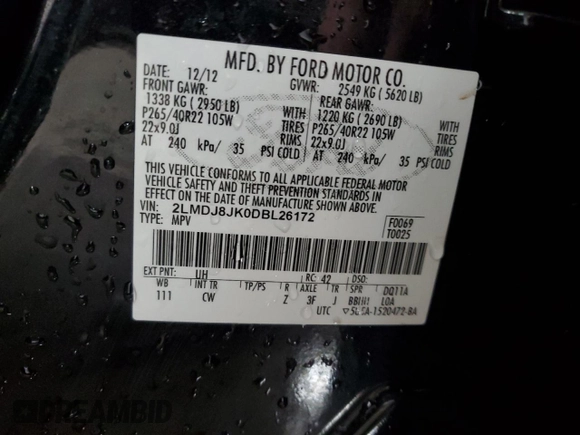 MFD. BY FORD MOTOR CO.
DATE: 12/12 GVWR: 2549 KG ( 5620 LB)
FRONT GAWR: REAR GAWR:
1338 KG ( 2950 LB) WITH 1220 KG ( 2690 LB) WITH
P265/40R22 105W TIRES P265/40R22 105W TIRES
22x9.0J RIMS 22x9.0J RIMS
AT 240 kPa/ 35 PSI COLD AT 240 kPa/ 35 PSI COLD
THIS VEHICLE CONFORMS TO ALL APPLICABLE FEDERAL MOTOR
VEHICLE SAFETY AND THEFT PREVENTION STANDARDS IN
EFFECT ON THE DATE OF MANUFACTURE SHOWN ABOVE.
VIN: 2LMDJ8JK0DBL26172 F0069
TYPE: MPV T0025
EXT PNT: UH RC: 42 DSO:
WB INT TR TP/PS R AXLE TR SPR DQ11A
111 CW Z 3F J LOA
UTC
DREAMBID